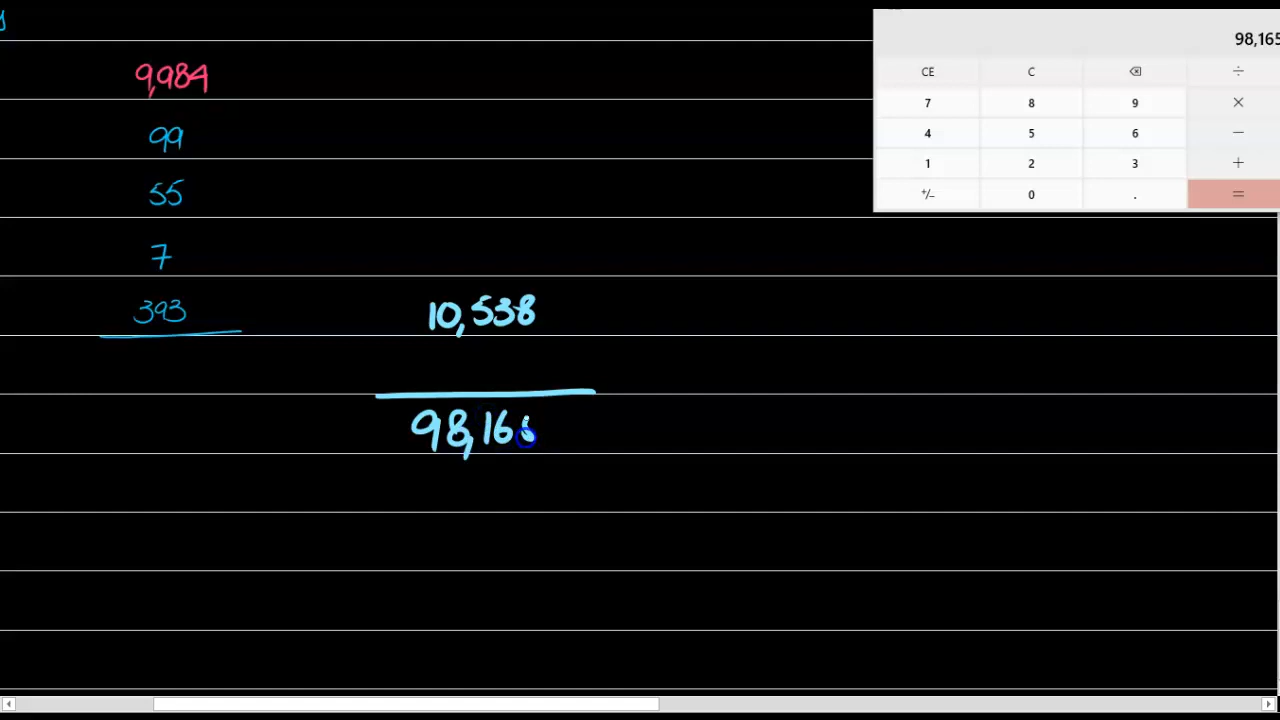 98,165
CE C ⌫ ÷
9,984
7 8 9 ×
99
4 5 6 −
1 2 3 +
55
+/− 0 . =
7
393 10,538
98,16